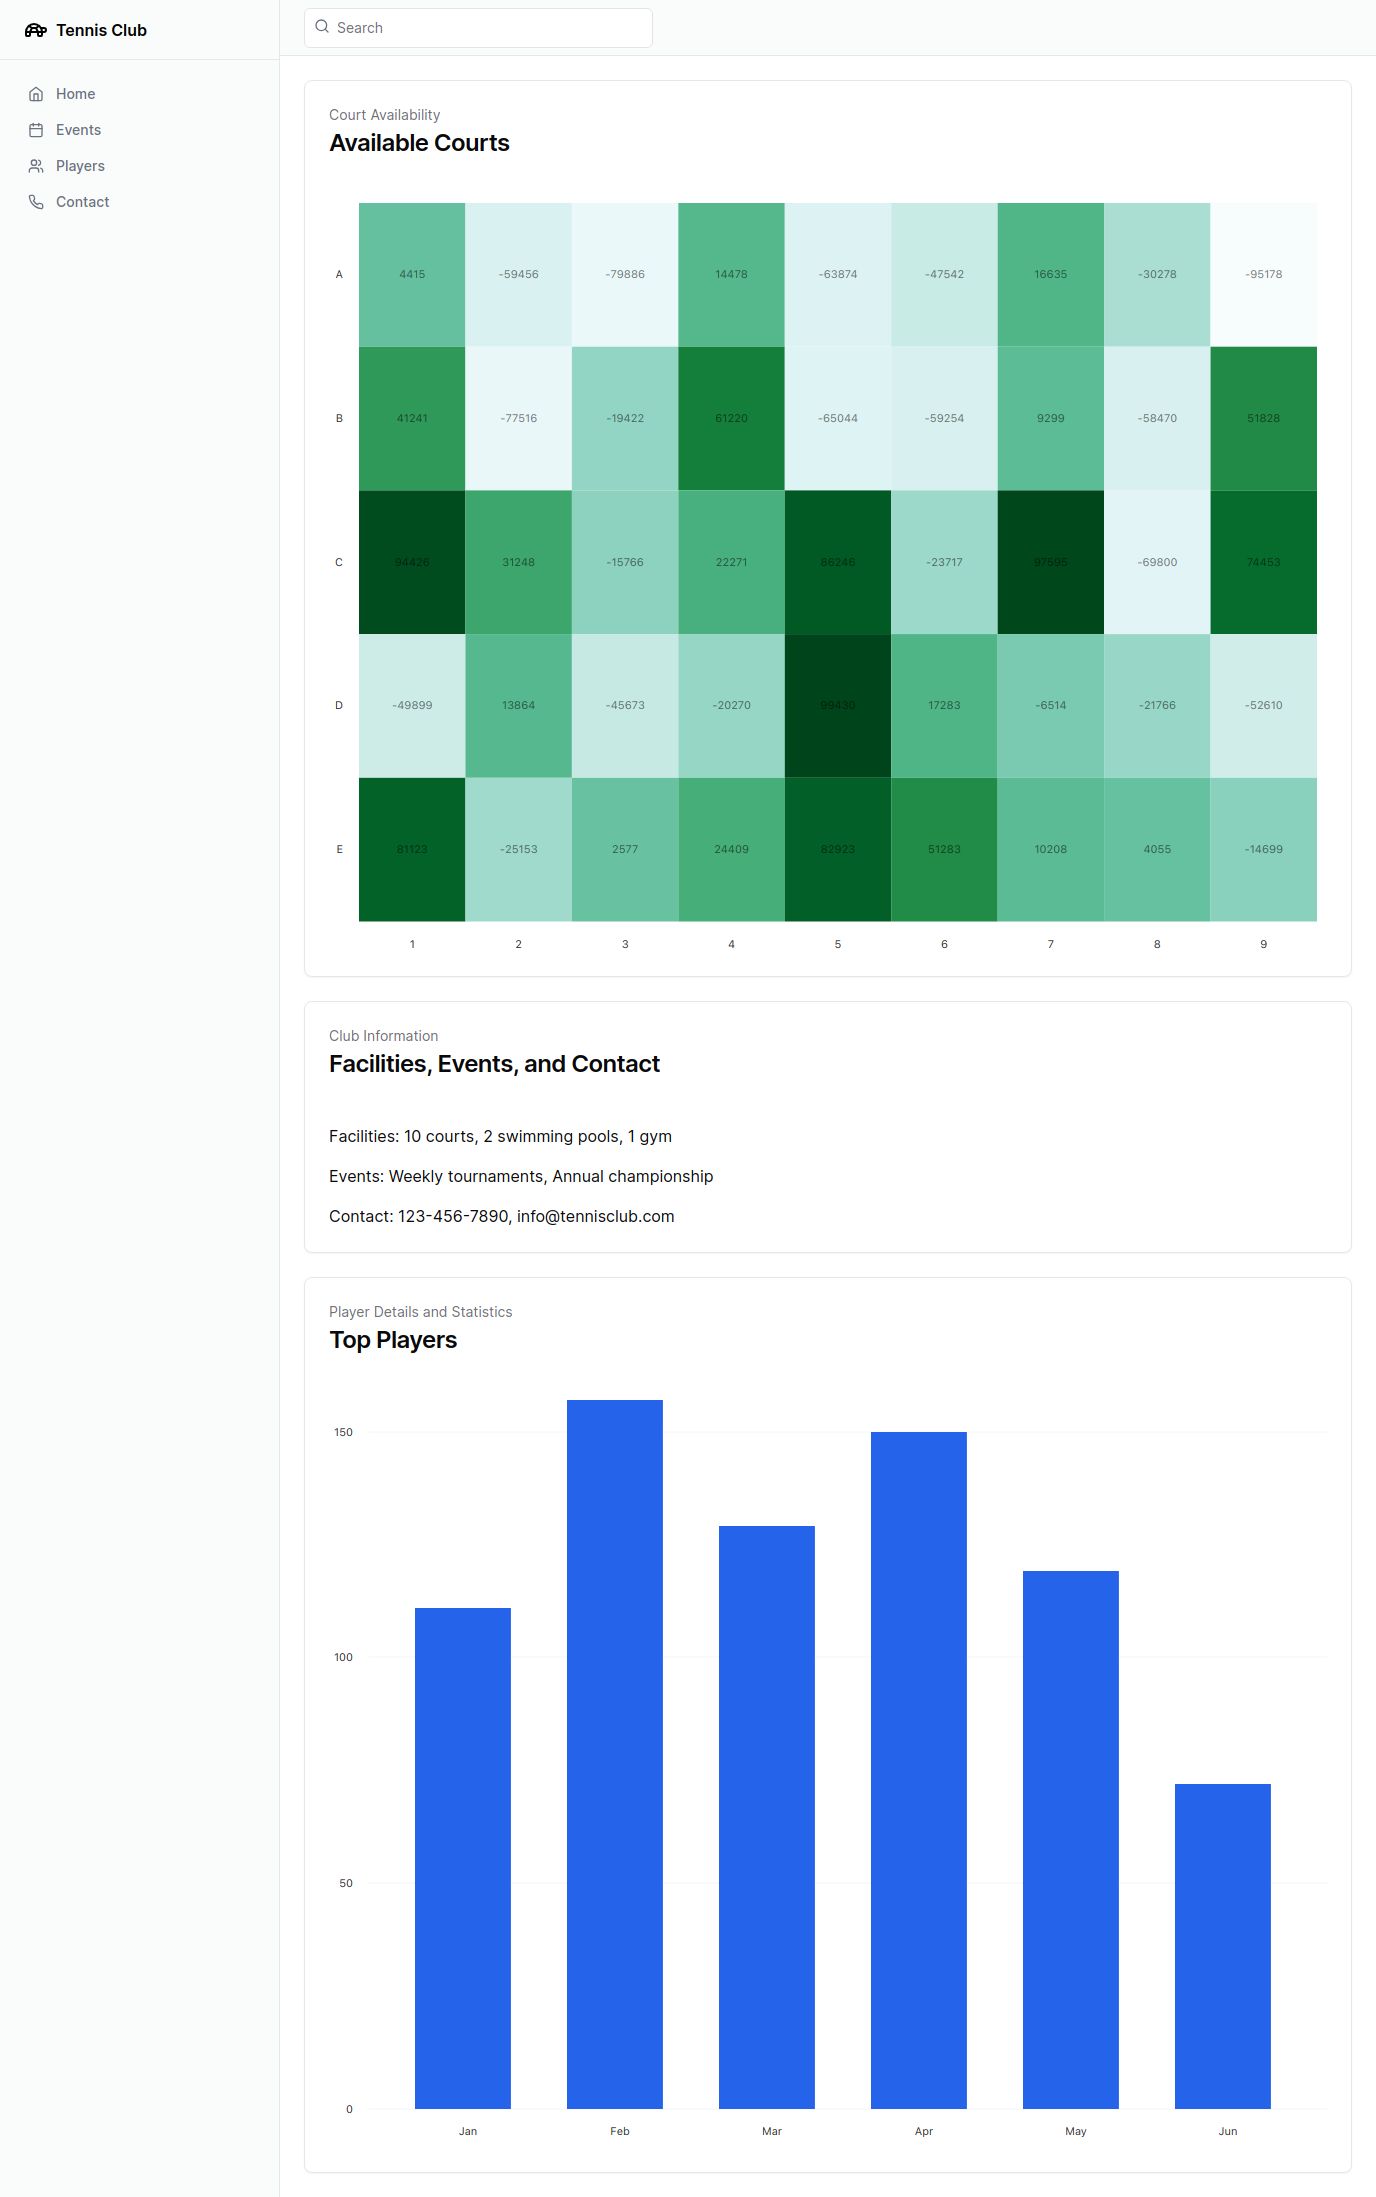 Tennis Club
Search
Home
Events
Players
Contact
Court Availability
Available Courts
A 4415 -59456 -79886 14478 -63874 -47542 16635 -30278 -95178
B 41241 -77516 -19422 61220 -65044 -59254 9299 -58470 51828
C 94426 31248 -15766 22271 86246 -23717 97595 -69800 74453
D -49899 13864 -45673 -20270 99430 17283 -6514 -21766 -52610
E 81123 -25153 2577 24409 82923 51283 10208 4055 -14699
1 2 3 4 5 6 7 8 9
Club Information
Facilities, Events, and Contact
Facilities: 10 courts, 2 swimming pools, 1 gym
Events: Weekly tournaments, Annual championship
Contact: 123-456-7890, info@tennisclub.com
Player Details and Statistics
Top Players
150
100
50
0
Jan Feb Mar Apr May Jun